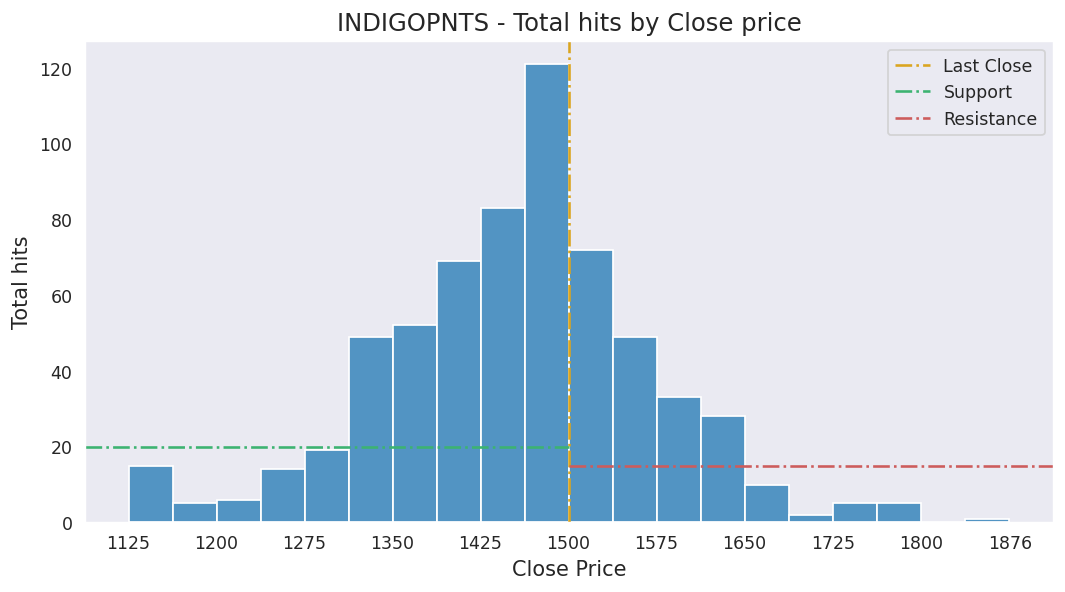 INDIGOPNTS - Total hits by Close price
Last Close
Support
Resistance
Total hits
120
100
80
60
40
20
0
1125 1200 1275 1350 1425 1500 1575 1650 1725 1800 1876
Close Price